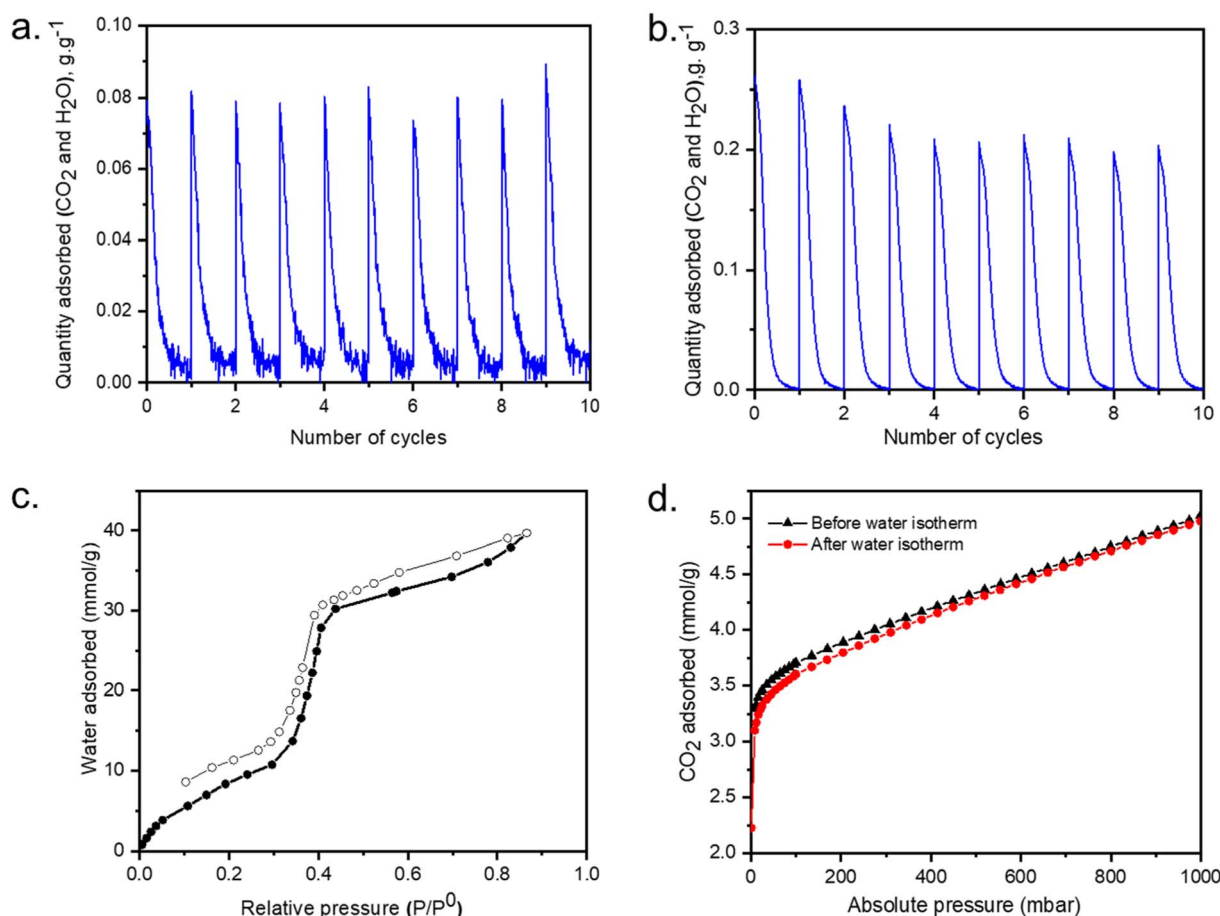 a.
Quantity adsorbed (CO₂ and H₂O), g.g⁻¹
0.10
0.08
0.06
0.04
0.02
0.00
0 2 4 6 8 10
Number of cycles
b.
Quantity adsorbed (CO₂ and H₂O),g. g⁻¹
0.3
0.2
0.1
0.0
0 2 4 6 8 10
Number of cycles
c.
Water adsorbed (mmol/g)
40
30
20
10
0
0.0 0.2 0.4 0.6 0.8 1.0
Relative pressure (P/P⁰)
d.
CO₂ adsorbed (mmol/g)
5.0
4.5
4.0
3.5
3.0
2.5
2.0
Before water isotherm
After water isotherm
0 200 400 600 800 1000
Absolute pressure (mbar)